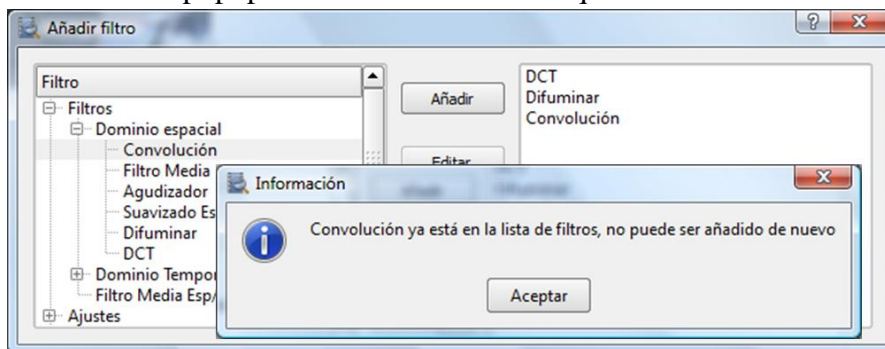 Añadir filtro
Filtro
Filtros
Dominio espacial
Convolución
Filtro Media
Agudizador
Suavizado Es
Difuminar
DCT
Dominio Tempor
Filtro Media Esp/
Ajustes
Añadir
Editar
DCT
Difuminar
Convolución
Información
Convolución ya está en la lista de filtros, no puede ser añadido de nuevo
Aceptar